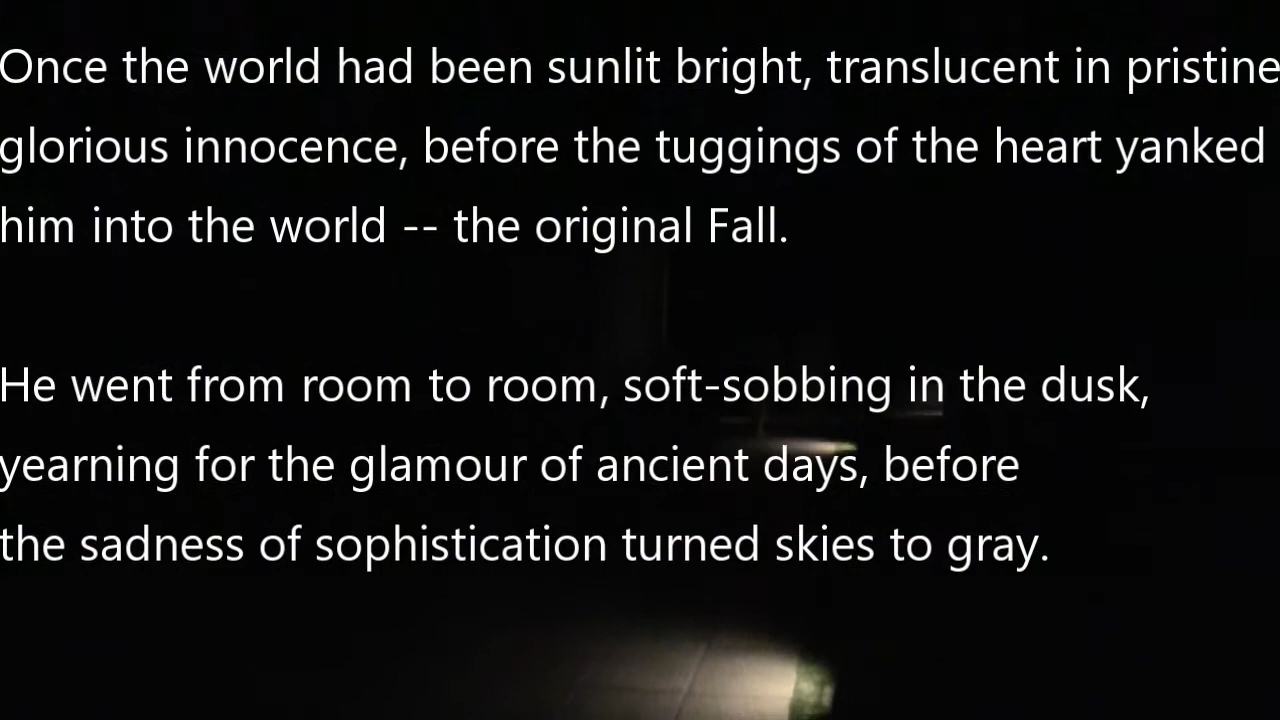 Once the world had been sunlit bright, translucent in pristine
glorious innocence, before the tuggings of the heart yanked
him into the world -- the original Fall.
He went from room to room, soft-sobbing in the dusk,
yearning for the glamour of ancient days, before
the sadness of sophistication turned skies to gray.